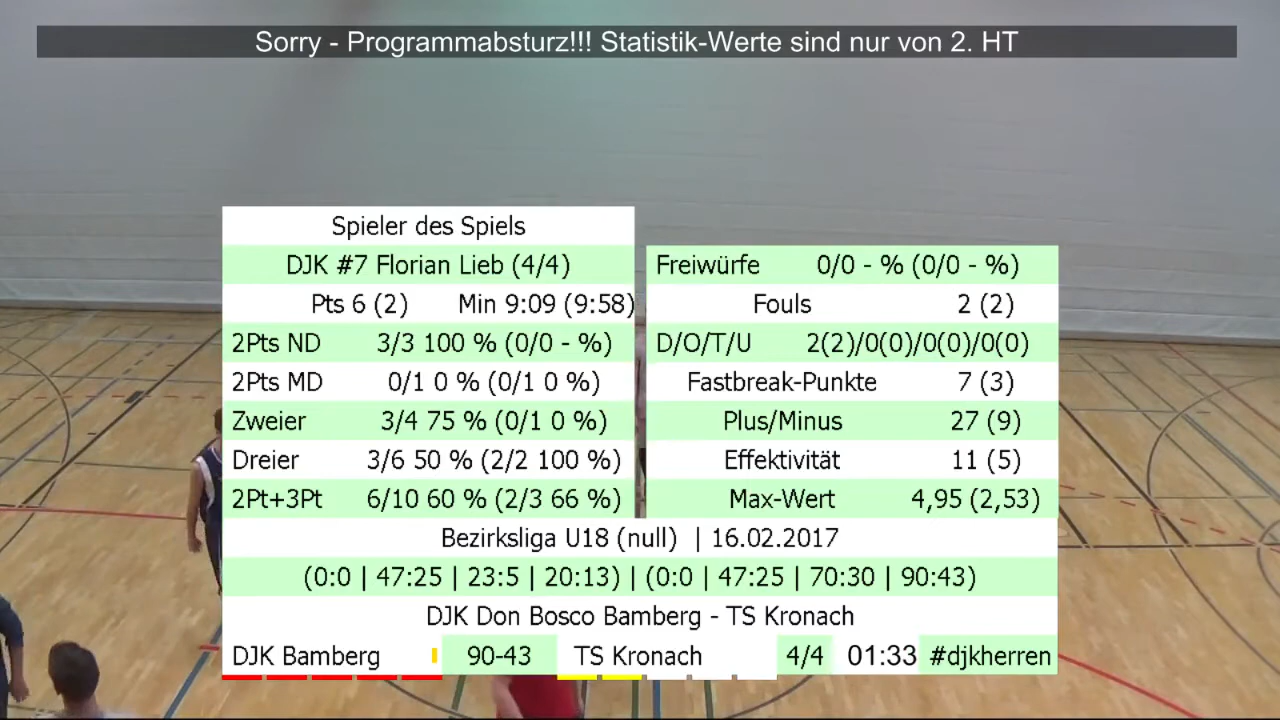 Sorry - Programmabsturz!!! Statistik-Werte sind nur von 2. HT
Spieler des Spiels
DJK #7 Florian Lieb (4/4)
Pts 6 (2) Min 9:09 (9:58)
2Pts ND 3/3 100 % (0/0 - %)
2Pts MD 0/1 0 % (0/1 0 %)
Zweier 3/4 75 % (0/1 0 %)
Dreier 3/6 50 % (2/2 100 %)
2Pt+3Pt 6/10 60 % (2/3 66 %)
Freiwürfe 0/0 - % (0/0 - %)
Fouls 2 (2)
D/O/T/U 2(2)/0(0)/0(0)/0(0)
Fastbreak-Punkte 7 (3)
Plus/Minus 27 (9)
Effektivität 11 (5)
Max-Wert 4,95 (2,53)
Bezirksliga U18 (null) | 16.02.2017
(0:0 | 47:25 | 23:5 | 20:13) | (0:0 | 47:25 | 70:30 | 90:43)
DJK Don Bosco Bamberg - TS Kronach
DJK Bamberg 90-43 TS Kronach 4/4 01:33 #djkherren